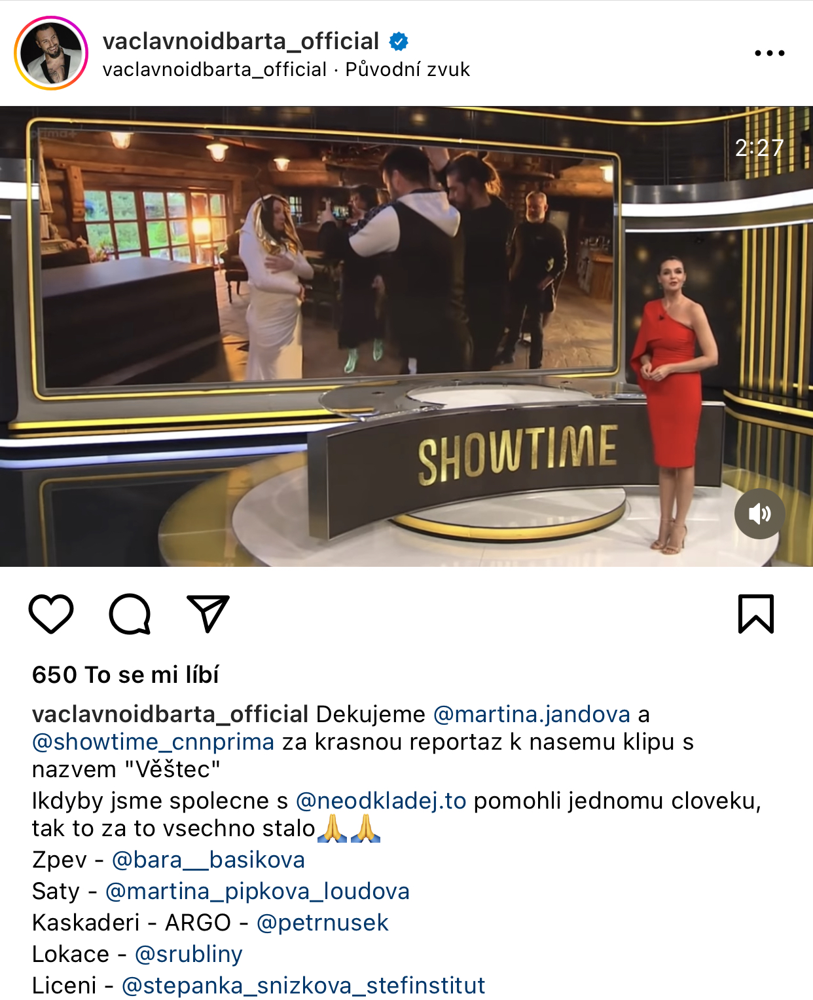 vaclavnoidbarta_official
vaclavnoidbarta_official · Původní zvuk
prima+
2:27
SHOWTIME
650 To se mi líbí
vaclavnoidbarta_official Dekujeme @martina.jandova a
@showtime_cnnprima za krasnou reportaz k nasemu klipu s
nazvem "Věštec"
Ikdyby jsme spolecne s @neodkladej.to pomohli jednomu cloveku,
tak to za to vsechno stalo🙏🙏
Zpev - @bara__basikova
Saty - @martina_pipkova_loudova
Kaskaderi - ARGO - @petrnusek
Lokace - @srubliny
Liceni - @stepanka_snizkova_stefinstitut